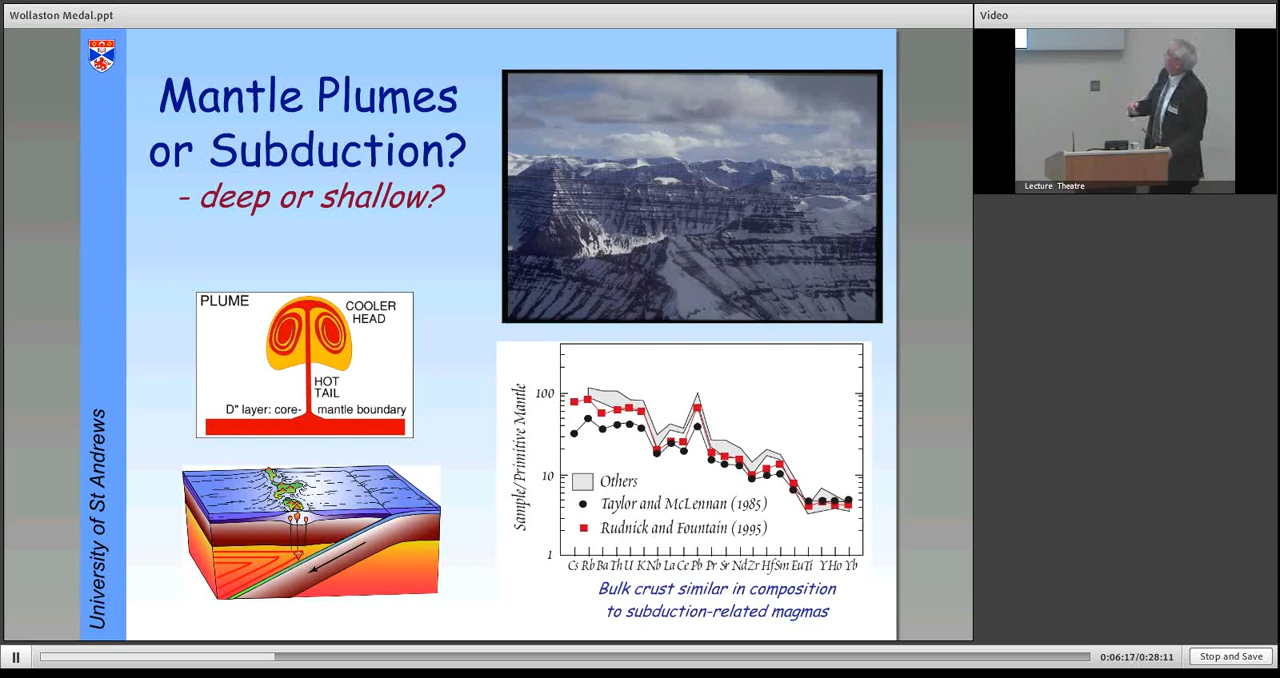 Wollaston Medal.ppt
Video
Mantle Plumes
or Subduction?
- deep or shallow?
PLUME
COOLER
HEAD
HOT
TAIL
D" layer: core- mantle boundary
University of St Andrews
Sample/Primitive Mantle
100
10
1
Others
Taylor and McLennan (1985)
Rudnick and Fountain (1995)
Cs Rb Ba Th U K Nb La Ce Pb Pr Sr Nd Zr Hf Sm Eu Ti Y Ho Yb
Bulk crust similar in composition
to subduction-related magmas
Lecture Theatre
0:06:17/0:28:11
Stop and Save